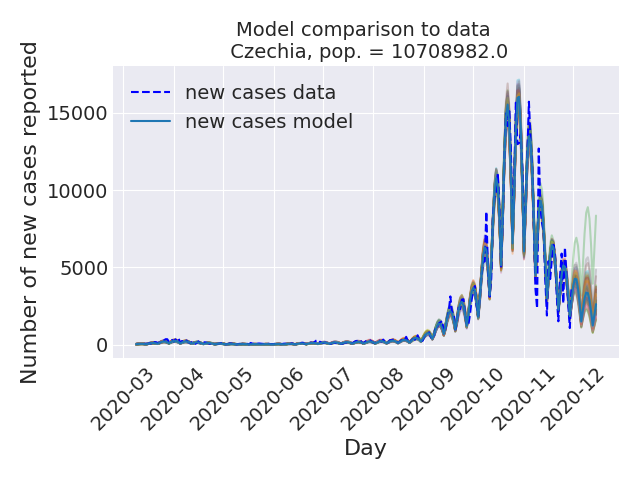 Model comparison to data
Czechia, pop. = 10708982.0
Number of new cases reported
15000
10000
5000
0
new cases data
new cases model
2020-03
2020-04
2020-05
2020-06
2020-07
2020-08
2020-09
2020-10
2020-11
2020-12
Day